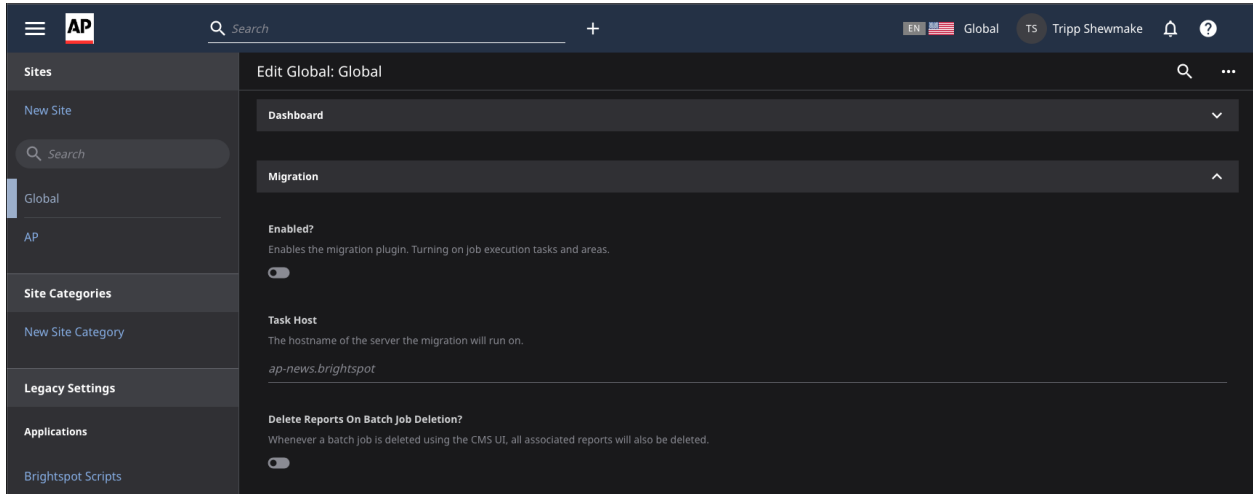 AP
Search
EN
Global
TS
Tripp Shewmake
Sites
New Site
Search
Global
AP
Site Categories
New Site Category
Legacy Settings
Applications
Brightspot Scripts
Edit Global: Global
Dashboard
Migration
Enabled?
Enables the migration plugin. Turning on job execution tasks and areas.
Task Host
The hostname of the server the migration will run on.
ap-news.brightspot
Delete Reports On Batch Job Deletion?
Whenever a batch job is deleted using the CMS UI, all associated reports will also be deleted.